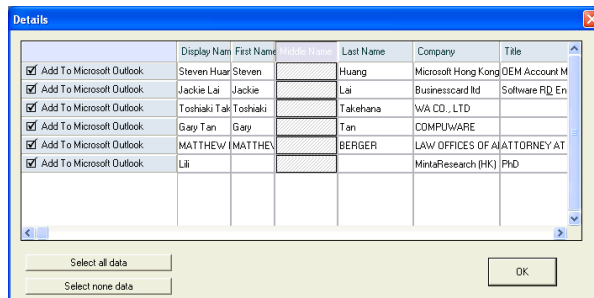 Details
Display Nam First Name Middle Name Last Name Company Title
Add To Microsoft Outlook Steven Huar Steven Huang Microsoft Hong Kong OEM Account M
Add To Microsoft Outlook Jackie Lai Jackie Lai Businesscard ltd Software RD En
Add To Microsoft Outlook Toshiaki Tak Toshiaki Takehana WA CO., LTD
Add To Microsoft Outlook Gary Tan Gary Tan COMPUWARE
Add To Microsoft Outlook MATTHEW MATTHEW BERGER LAW OFFICES OF ATTORNEY AT
Add To Microsoft Outlook Lili MintaResearch (HK) PhD
Select all data
OK
Select none data